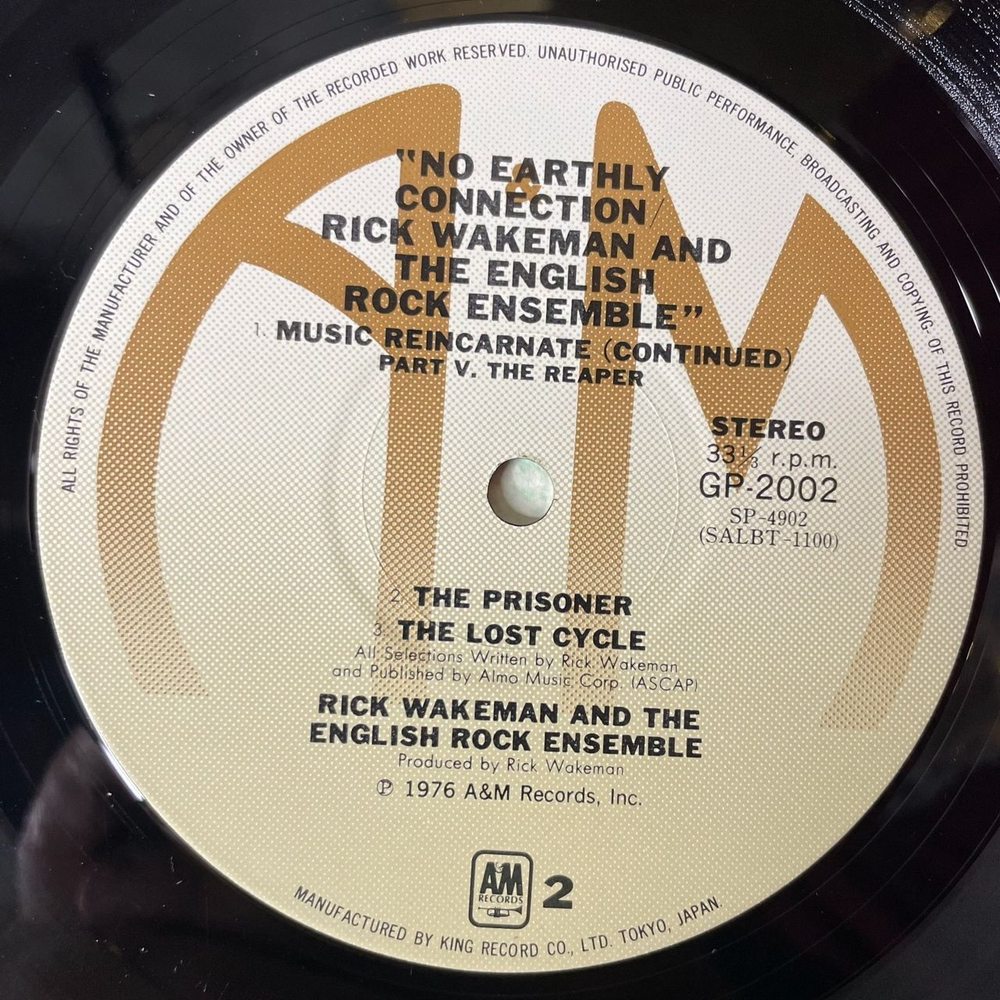 ALL RIGHTS OF THE MANUFACTURER AND OF THE OWNER OF THE RECORDED WORK RESERVED. UNAUTHORISED PUBLIC PERFORMANCE, BROADCASTING AND COPYING- OF THIS RECORD PROHIBITED
"NO EARTHLY
CONNECTION/
RICK WAKEMAN AND
THE ENGLISH
ROCK ENSEMBLE"
1. MUSIC REINCARNATE (CONTINUED)
PART V. THE REAPER
STEREO
33⅓ r.p.m.
GP-2002
SP-4902
(SALBT-1100)
2. THE PRISONER
3. THE LOST CYCLE
All Selections Written by Rick Wakeman
and Published by Almo Music Corp. (ASCAP)
RICK WAKEMAN AND THE
ENGLISH ROCK ENSEMBLE
Produced by Rick Wakeman
℗ 1976 A&M Records, Inc.
A&M
RECORDS
2
MANUFACTURED BY KING RECORD CO., LTD. TOKYO, JAPAN.